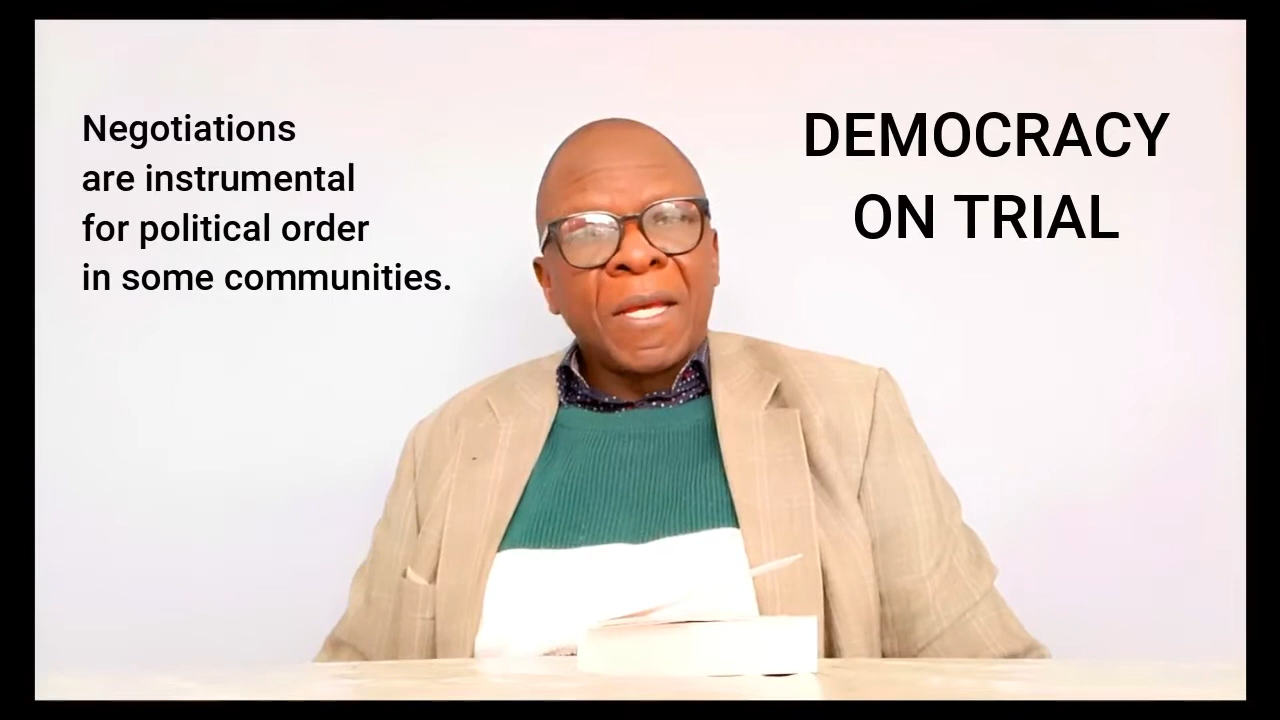 Negotiations
are instrumental
for political order
in some communities.
DEMOCRACY
ON TRIAL